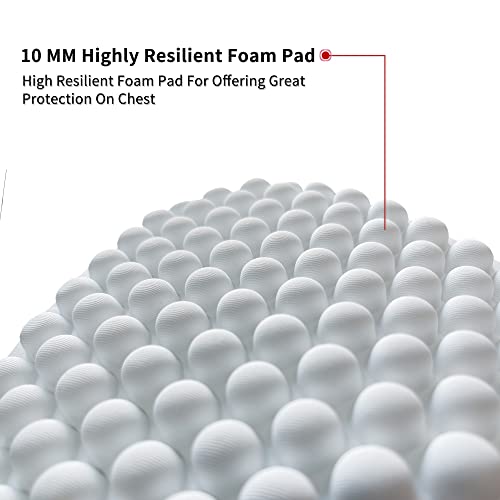 10 MM Highly Resilient Foam Pad
High Resilient Foam Pad For Offering Great
Protection On Chest